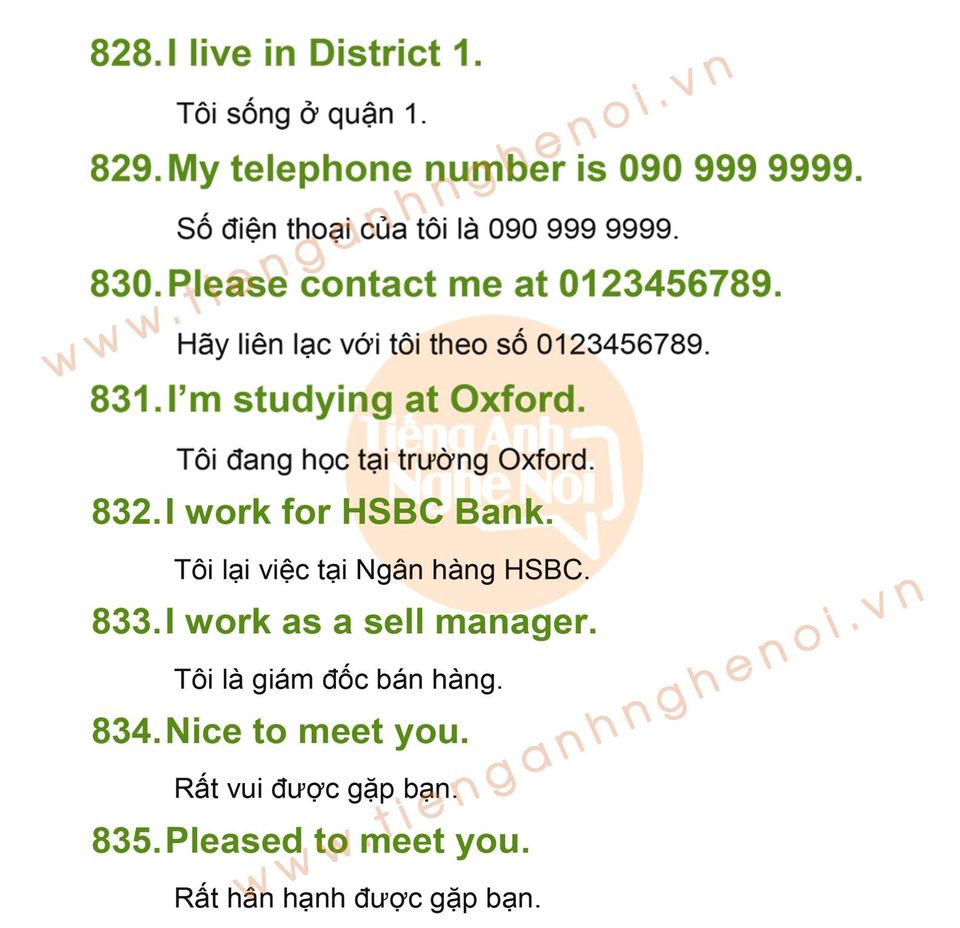 828. I live in District 1.
Tôi sống ở quận 1.
829. My telephone number is 090 999 9999.
Số điện thoại của tôi là 090 999 9999.
830. Please contact me at 0123456789.
Hãy liên lạc với tôi theo số 0123456789.
831. I’m studying at Oxford.
Tôi đang học tại trường Oxford.
832. I work for HSBC Bank.
Tôi lại việc tại Ngân hàng HSBC.
833. I work as a sell manager.
Tôi là giám đốc bán hàng.
834. Nice to meet you.
Rất vui được gặp bạn.
835. Pleased to meet you.
Rất hân hạnh được gặp bạn.
www.tienganhnghenoi.vn
Tiếng Anh
Nghe Nói
www.tienganhnghenoi.vn